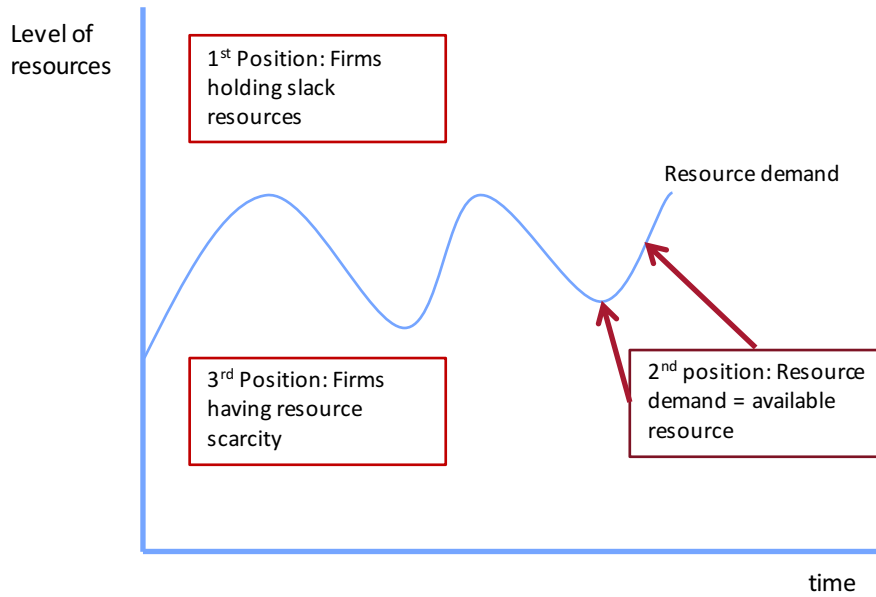 Level of
resources
1st Position: Firms
holding slack
resources
Resource demand
3rd Position: Firms
having resource
scarcity
2nd position: Resource
demand = available
resource
time